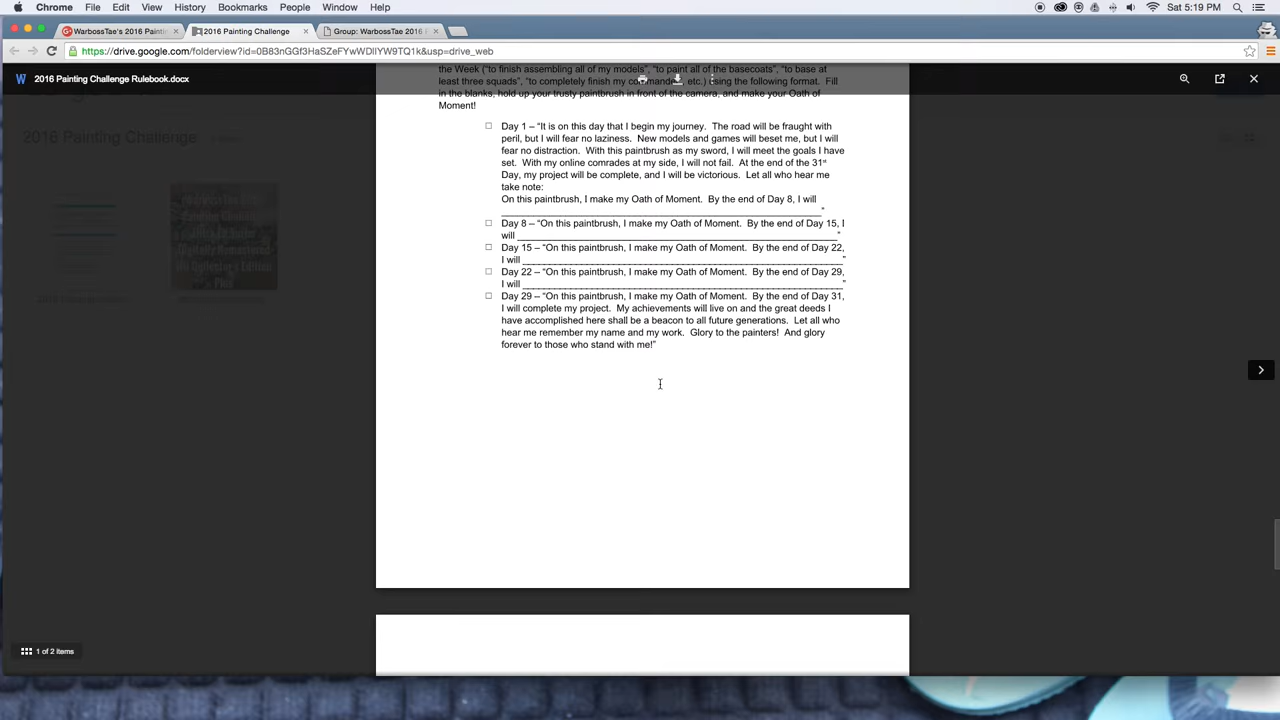 Chrome File Edit View History Bookmarks People Window Help Wed Jan 4 5:19 PM
WarbossTae's 2016 Paintin 2016 Painting Challenge Group: WarbossTae 2016 P
https://drive.google.com/folderview?id=0B83nGGf3HaSZeFYwWDlIYW9TQ1k&usp=drive_web
W 2016 Painting Challenge Rulebook.docx
2016 Painting Challenge
the Week ("to finish assembling all of my models", "to paint all of the basecoats", "to base at
least three squads", "to completely finish my commander", etc.) using the following format. Fill
in the blanks, hold up your trusty paintbrush in front of the camera, and make your Oath of
Moment!
Day 1 – "It is on this day that I begin my journey. The road will be fraught with
peril, but I will fear no laziness. New models and games will beset me, but I will
fear no distraction. With this paintbrush as my sword, I will meet the goals I have
set. With my online comrades at my side, I will not fail. At the end of the 31st
Day, my project will be complete, and I will be victorious. Let all who hear me
take note:
On this paintbrush, I make my Oath of Moment. By the end of Day 8, I will
____________________________________________"
Day 8 – "On this paintbrush, I make my Oath of Moment. By the end of Day 15, I
will ____________________________________________"
Day 15 – "On this paintbrush, I make my Oath of Moment. By the end of Day 22,
I will ____________________________________________"
Day 22 – "On this paintbrush, I make my Oath of Moment. By the end of Day 29,
I will ____________________________________________"
Day 29 – "On this paintbrush, I make my Oath of Moment. By the end of Day 31,
I will complete my project. My achievements will live on and the great deeds I
have accomplished here shall be a beacon to all future generations. Let all who
hear me remember my name and my work. Glory to the painters! And glory
forever to those who stand with me!"
1 of 2 items